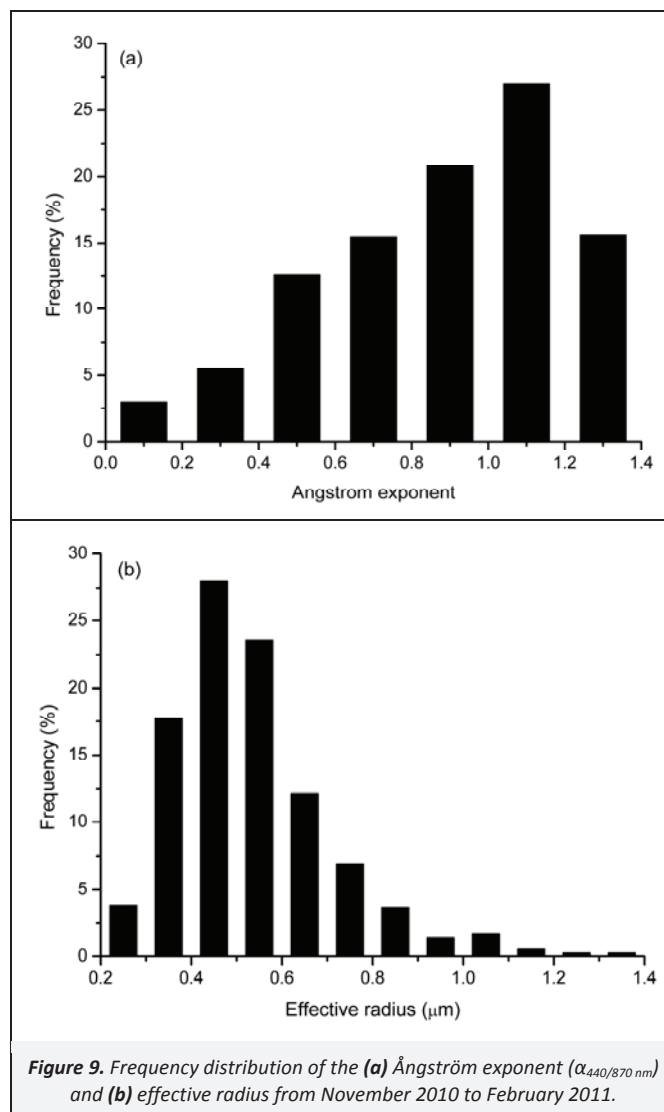 (a)
30
25
20
15
10
5
0
Frequency (%)
0.0 0.2 0.4 0.6 0.8 1.0 1.2 1.4
Angstrom exponent
(b)
30
25
20
15
10
5
0
Frequency (%)
0.2 0.4 0.6 0.8 1.0 1.2 1.4
Effective radius (μm)
Figure 9. Frequency distribution of the (a) Ångström exponent (α440/870 nm)
and (b) effective radius from November 2010 to February 2011.